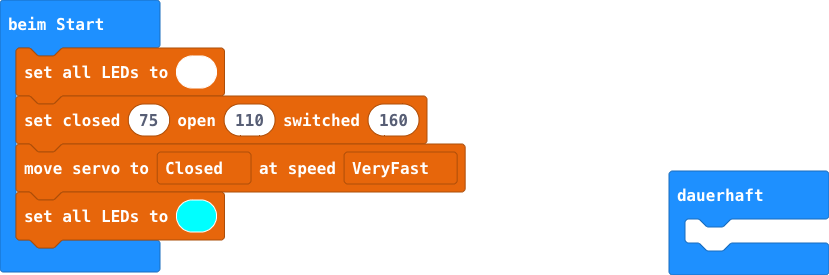 beim Start
set all LEDs to
set closed 75 open 110 switched 160
move servo to Closed at speed VeryFast
set all LEDs to
dauerhaft